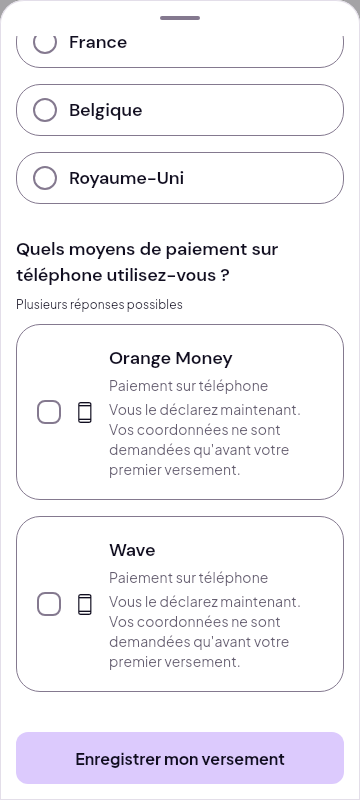 France
Belgique
Royaume-Uni
Quels moyens de paiement sur
téléphone utilisez-vous ?
Plusieurs réponses possibles
Orange Money
Paiement sur téléphone
Vous le déclarez maintenant.
Vos coordonnées ne sont
demandées qu'avant votre
premier versement.
Wave
Paiement sur téléphone
Vous le déclarez maintenant.
Vos coordonnées ne sont
demandées qu'avant votre
premier versement.
Enregistrer mon versement